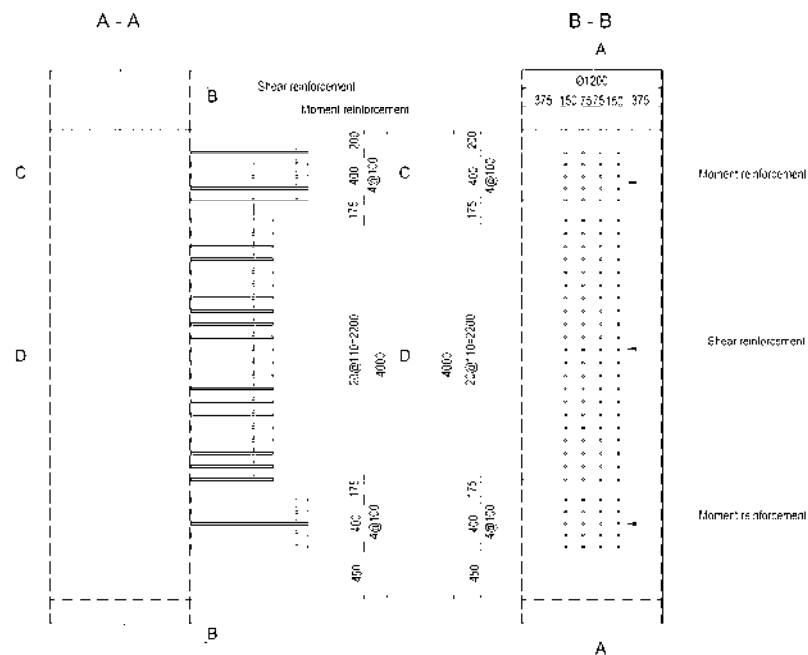 A - A
B - B
A
B
Shear reinforcement
Moment reinforcement
Ø1200
375 150 75 75 150 375
200
200
C
400
4@100
C
400
4@100
Moment reinforcement
175
175
D
20@110=2200
4000
D
4000
20@110=2200
Shear reinforcement
175
175
400
4@100
400
4@100
Moment reinforcement
450
450
B
A